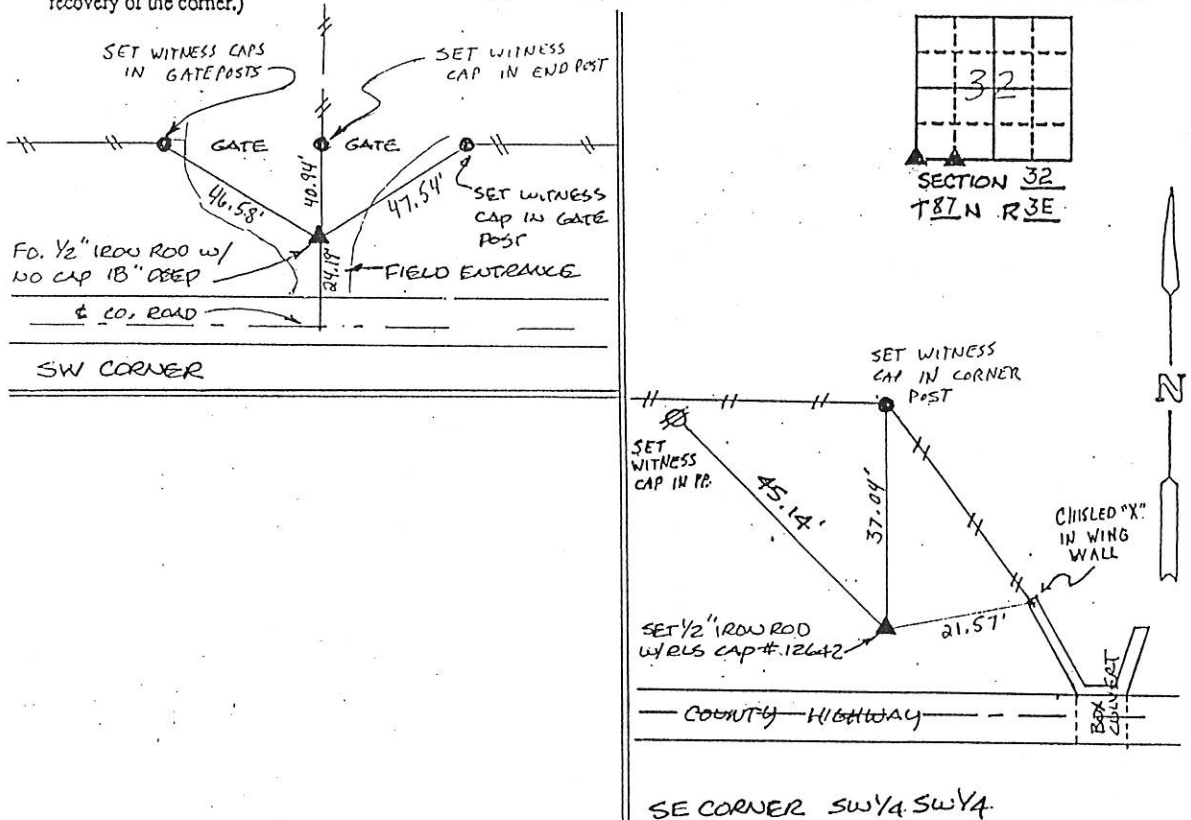 recovery of the corner.)
SET WITNESS CAPS
IN GATEPOSTS
SET WITNESS
CAP IN END POST
GATE
GATE
46.58'
40.94'
47.54'
SET WITNESS
CAP IN GATE
POST
FD. 1/2" IRON ROD W/
NO CAP 18" DEEP
24.19'
FIELD ENTRANCE
℄ CO. ROAD
SW CORNER
32
SECTION 32
T 87 N R 3E
N
SET WITNESS
CAP IN CORNER
POST
SET
WITNESS
CAP IN PP.
45.14'
37.04'
CHISLED "X"
IN WING
WALL
SET 1/2" IRON ROD
W/RLS CAP #12642
21.57'
COUNTY HIGHWAY
BOX
CULVERT
SE CORNER SW1/4 SW1/4.